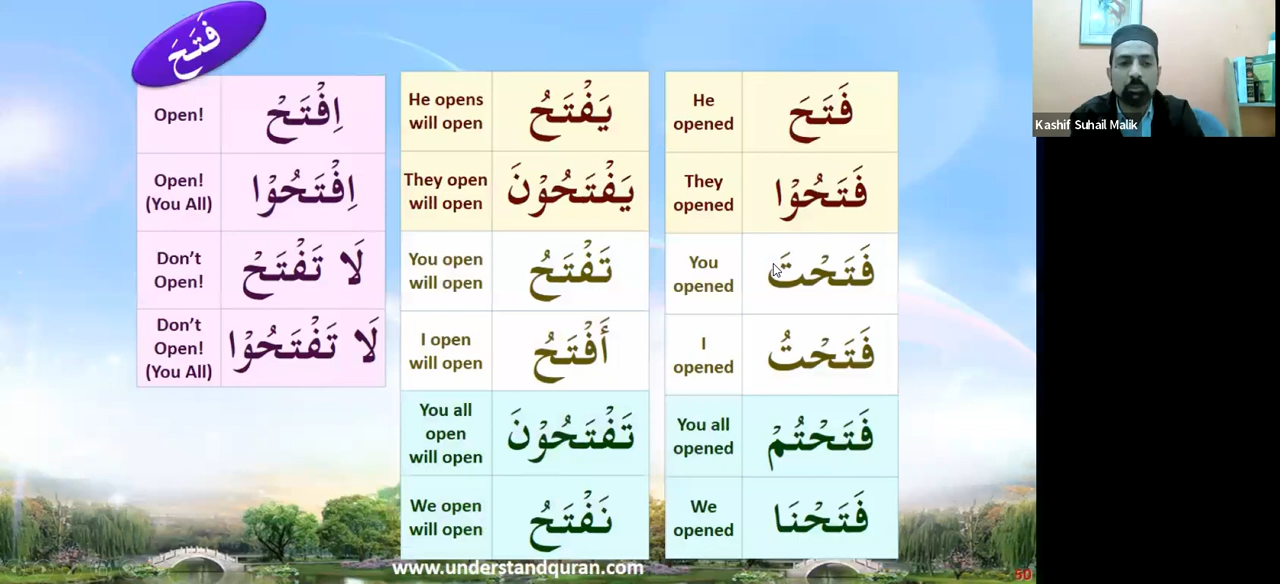 فَتَحَ
Open!
اِفْتَحْ
Open!
(You All)
اِفْتَحُوْا
Don't
Open!
لَا تَفْتَحْ
Don't
Open!
(You All)
لَا تَفْتَحُوْا
He opens
will open
يَفْتَحُ
They open
will open
يَفْتَحُوْنَ
You open
will open
تَفْتَحُ
I open
will open
أَفْتَحُ
You all
open
will open
تَفْتَحُوْنَ
We open
will open
نَفْتَحُ
He
opened
فَتَحَ
They
opened
فَتَحُوْا
You
opened
فَتَحْتَ
I
opened
فَتَحْتُ
You all
opened
فَتَحْتُمْ
We
opened
فَتَحْنَا
www.understandquran.com
50
Kashif Suhail Malik